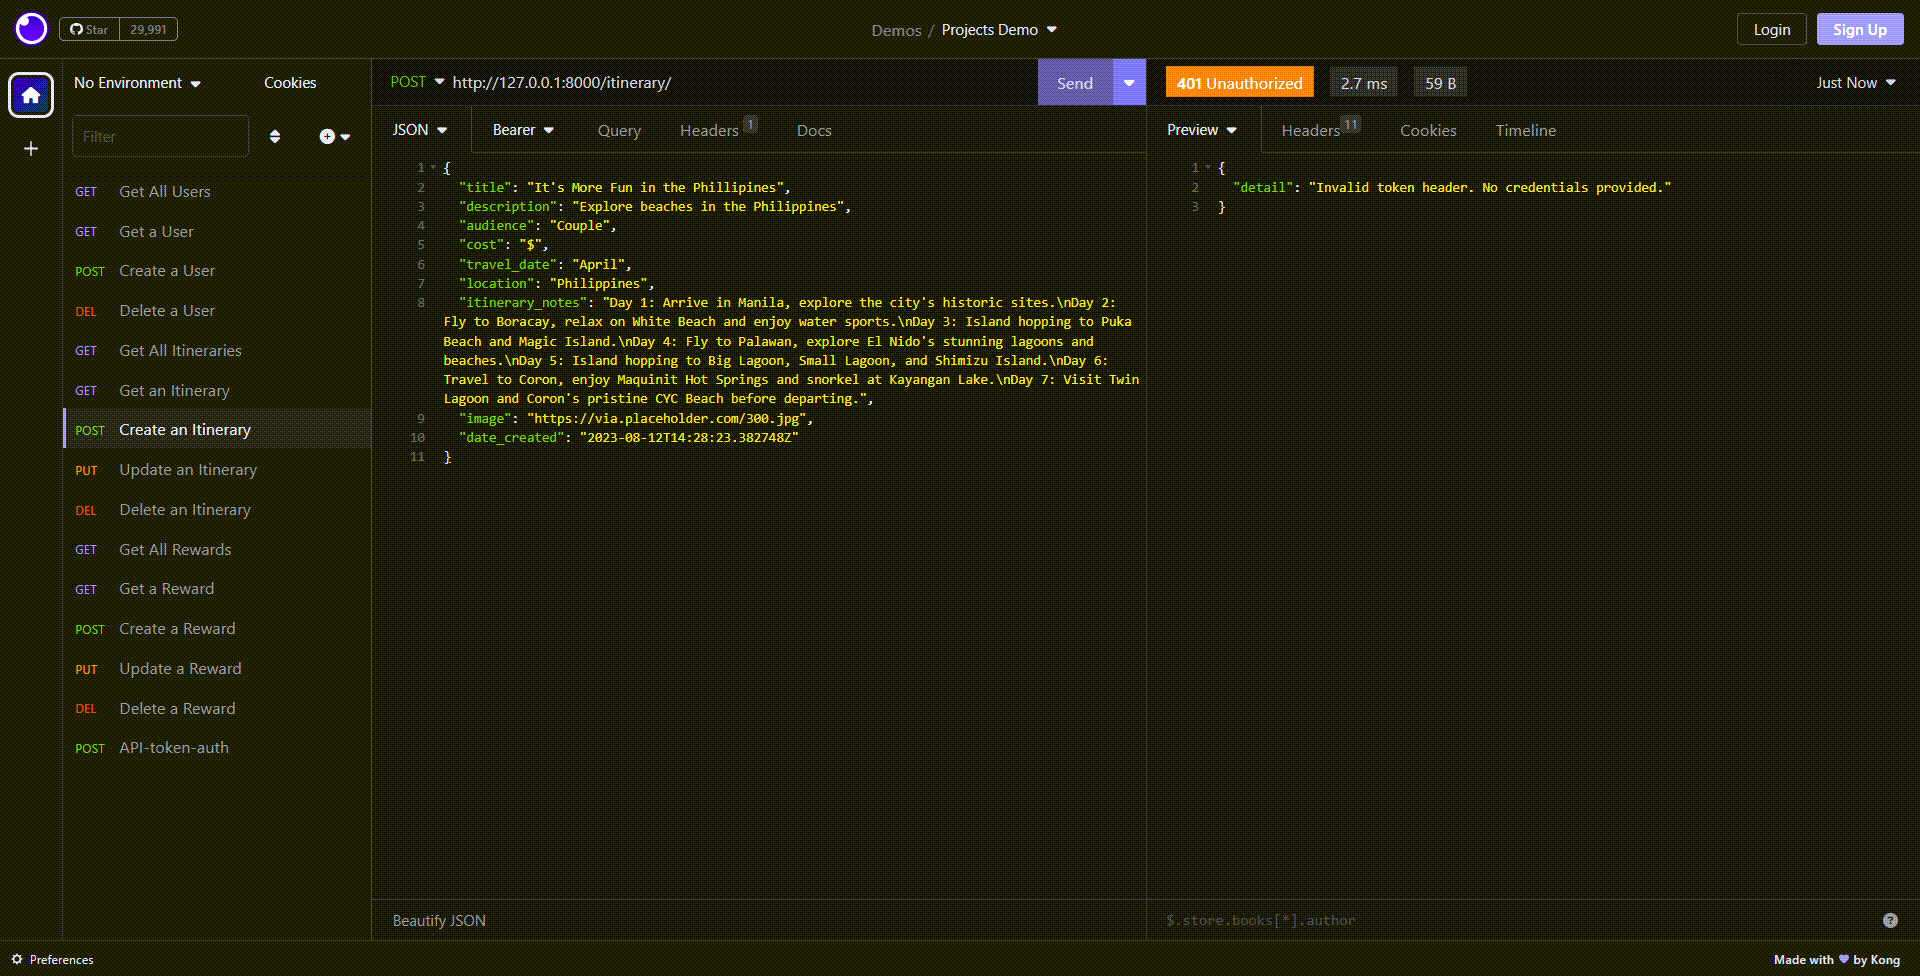 Star 29,991
Demos / Projects Demo
Login
Sign Up
No Environment
Cookies
Filter
GET Get All Users
GET Get a User
POST Create a User
DEL Delete a User
GET Get All Itineraries
GET Get an Itinerary
POST Create an Itinerary
PUT Update an Itinerary
DEL Delete an Itinerary
GET Get All Rewards
GET Get a Reward
POST Create a Reward
PUT Update a Reward
DEL Delete a Reward
POST API-token-auth
POST http://127.0.0.1:8000/itinerary/
Send
JSON Bearer Query Headers 1 Docs
1 {
2 "title": "It's More Fun in the Phillipines",
3 "description": "Explore beaches in the Philippines",
4 "audience": "Couple",
5 "cost": "$",
6 "travel_date": "April",
7 "location": "Philippines",
8 "itinerary_notes": "Day 1: Arrive in Manila, explore the city's historic sites.\nDay 2:
Fly to Boracay, relax on White Beach and enjoy water sports.\nDay 3: Island hopping to Puka
Beach and Magic Island.\nDay 4: Fly to Palawan, explore El Nido's stunning lagoons and
beaches.\nDay 5: Island hopping to Big Lagoon, Small Lagoon, and Shimizu Island.\nDay 6:
Travel to Coron, enjoy Maquinit Hot Springs and snorkel at Kayangan Lake.\nDay 7: Visit Twin
Lagoon and Coron's pristine CYC Beach before departing.",
9 "image": "https://via.placeholder.com/300.jpg",
10 "date_created": "2023-08-12T14:28:23.382748Z"
11 }
Beautify JSON
401 Unauthorized 2.7 ms 59 B Just Now
Preview Headers 11 Cookies Timeline
1 {
2 "detail": "Invalid token header. No credentials provided."
3 }
$.store.books[*].author
?
Preferences
Made with ♥ by Kong